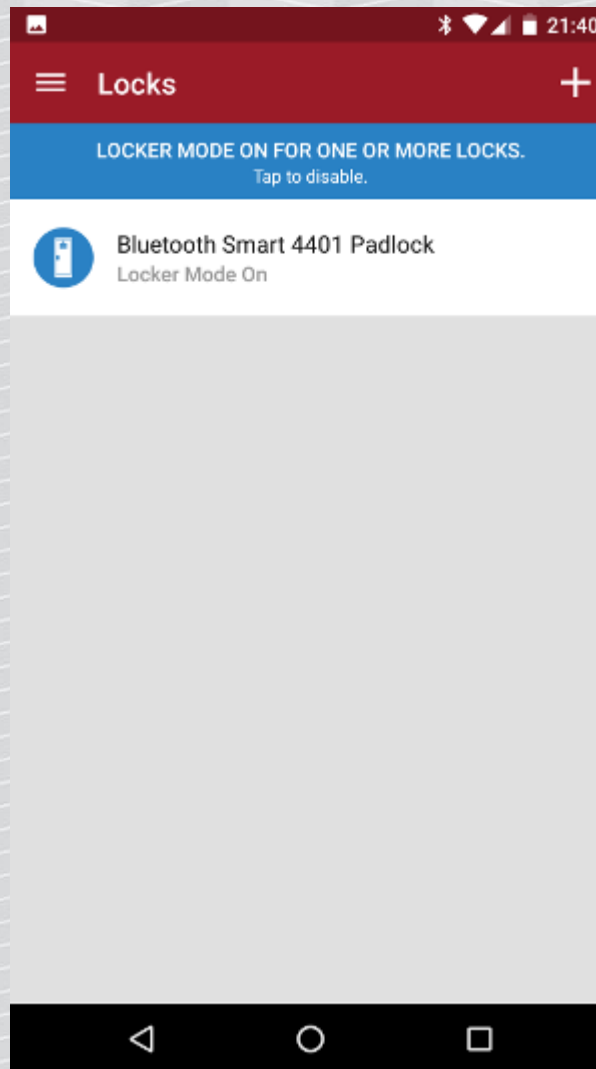 21:40
Locks
LOCKER MODE ON FOR ONE OR MORE LOCKS.
Tap to disable.
Bluetooth Smart 4401 Padlock
Locker Mode On